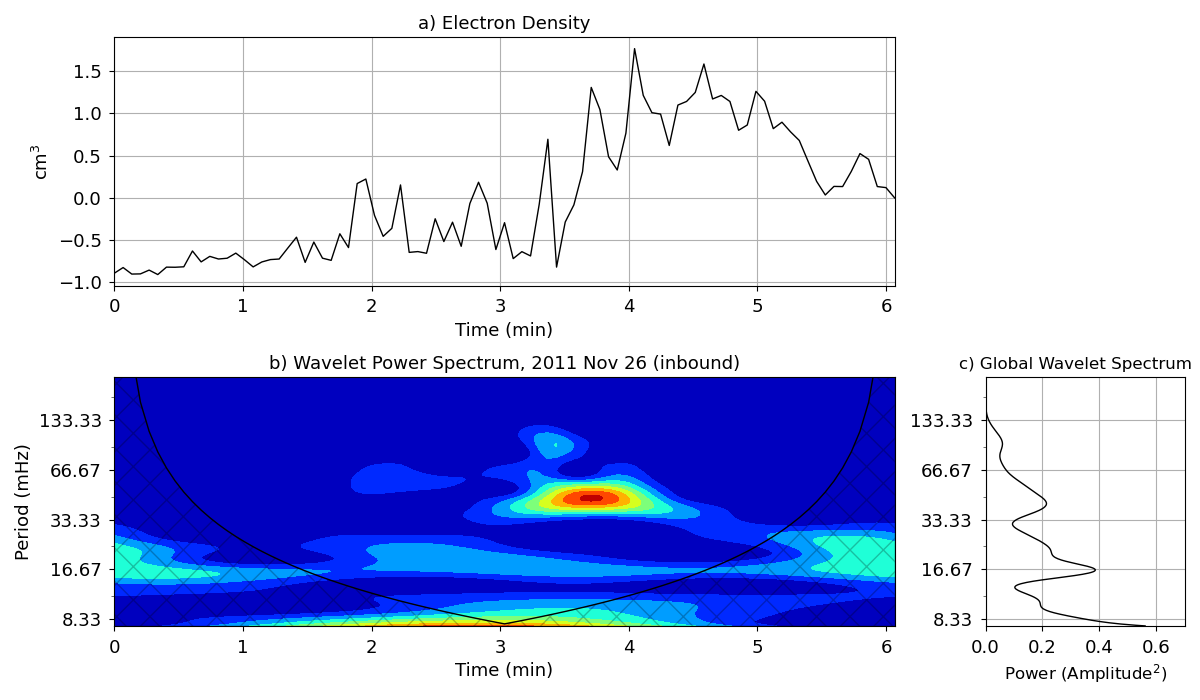 a) Electron Density
cm³
1.5
1.0
0.5
0.0
−0.5
−1.0
0 1 2 3 4 5 6
Time (min)
b) Wavelet Power Spectrum, 2011 Nov 26 (inbound)
Period (mHz)
133.33
66.67
33.33
16.67
8.33
0 1 2 3 4 5 6
Time (min)
c) Global Wavelet Spectrum
133.33
66.67
33.33
16.67
8.33
0.0 0.2 0.4 0.6
Power (Amplitude²)